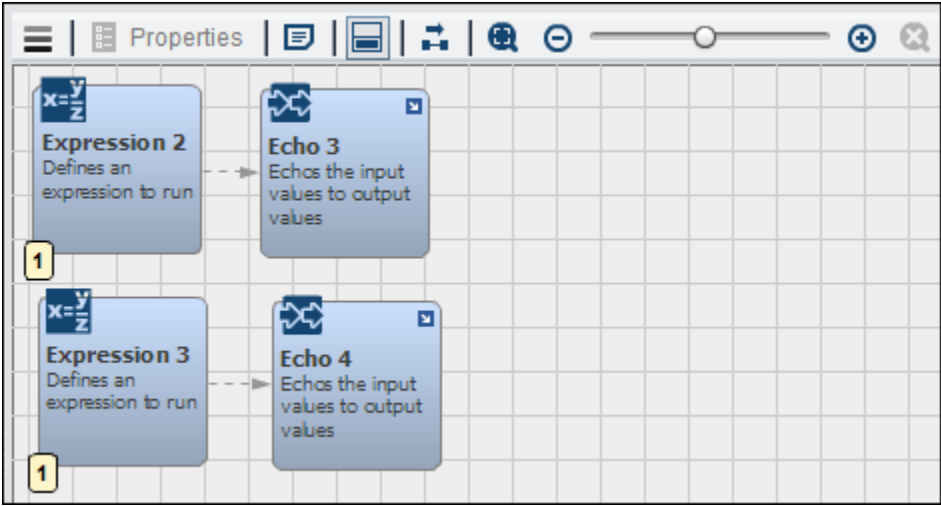 Properties
x=y/z
Expression 2
Defines an
expression to run
1
Echo 3
Echos the input
values to output
values
x=y/z
Expression 3
Defines an
expression to run
1
Echo 4
Echos the input
values to output
values